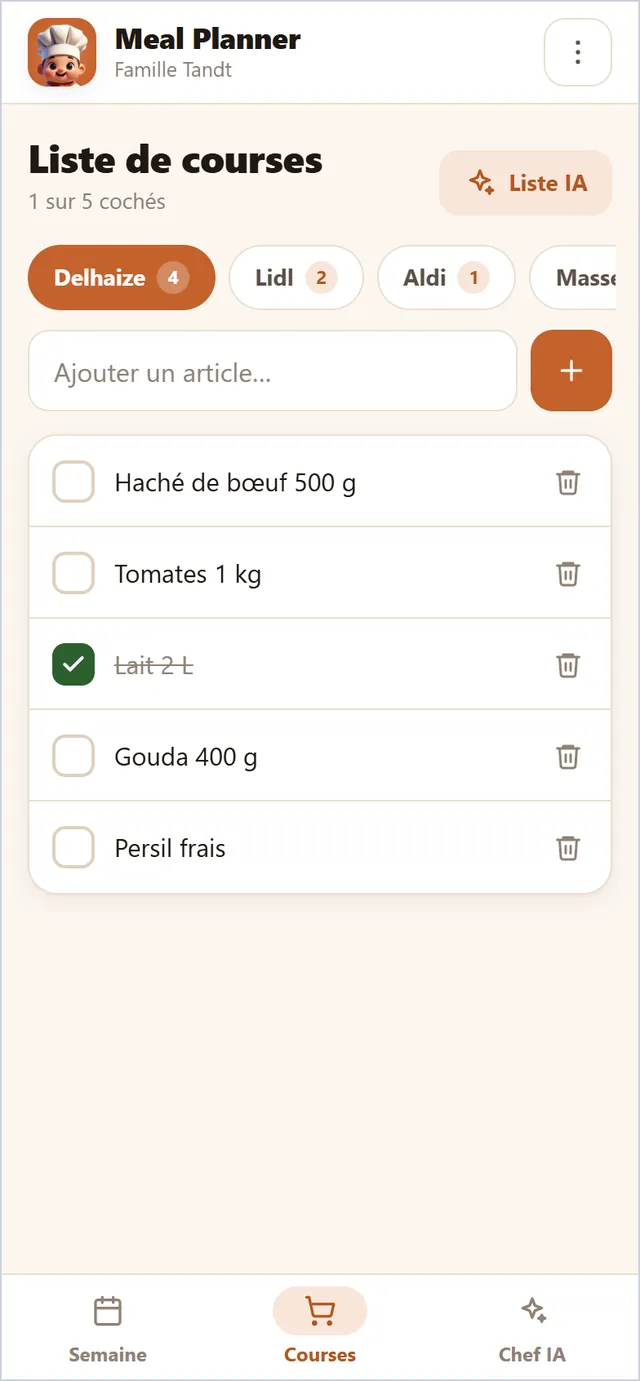 Meal Planner
Famille Tandt
Liste de courses
1 sur 5 cochés
Liste IA
Delhaize 4 Lidl 2 Aldi 1 Masse
Ajouter un article...
Haché de bœuf 500 g
Tomates 1 kg
Lait 2 L
Gouda 400 g
Persil frais
Semaine Courses Chef IA